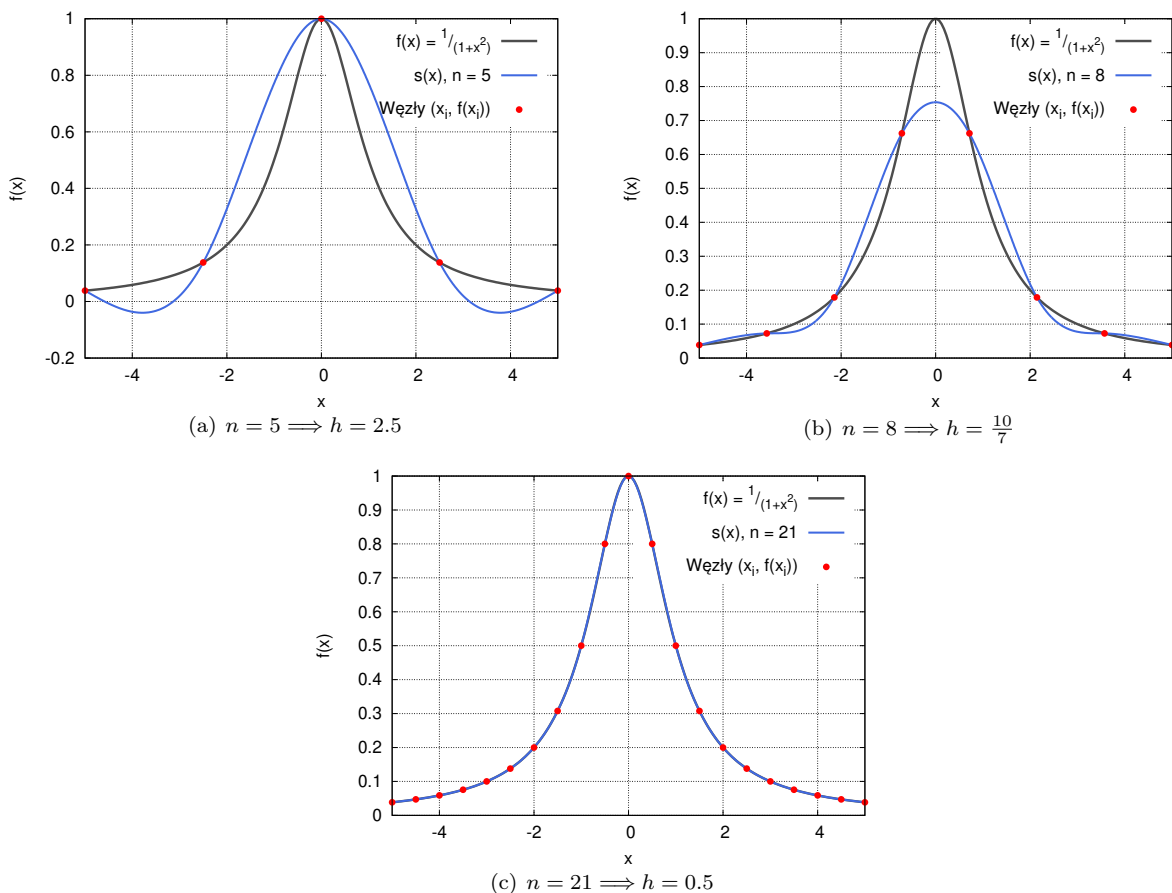 f(x) = 1/(1+x²)
s(x), n = 5
Węzły (xᵢ, f(xᵢ))
f(x)
1
0.8
0.6
0.4
0.2
0
-0.2
-4 -2 0 2 4
x
(a) n = 5 ⟹ h = 2.5
f(x) = 1/(1+x²)
s(x), n = 8
Węzły (xᵢ, f(xᵢ))
f(x)
1
0.9
0.8
0.7
0.6
0.5
0.4
0.3
0.2
0.1
0
-4 -2 0 2 4
x
(b) n = 8 ⟹ h = 10/7
f(x) = 1/(1+x²)
s(x), n = 21
Węzły (xᵢ, f(xᵢ))
f(x)
1
0.9
0.8
0.7
0.6
0.5
0.4
0.3
0.2
0.1
0
-4 -2 0 2 4
x
(c) n = 21 ⟹ h = 0.5